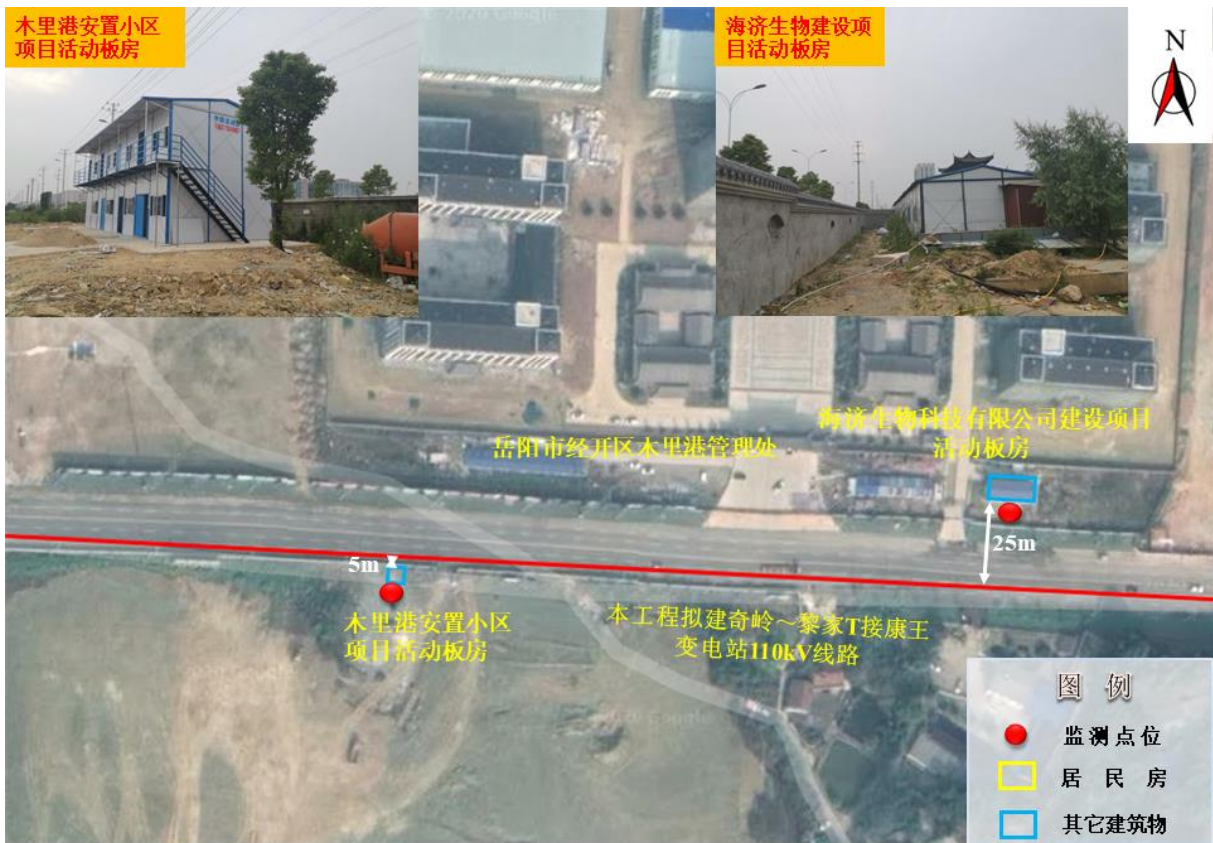 木里港安置小区
项目活动板房
海济生物建设项
目活动板房
N
海济生物科技有限公司建设项目
活动板房
岳阳市经开区木里港管理处
25m
5m
木里港安置小区
项目活动板房
本工程拟建奇岭～黎家T接康王
变电站110kV线路
图 例
监测点位
居 民 房
其它建筑物